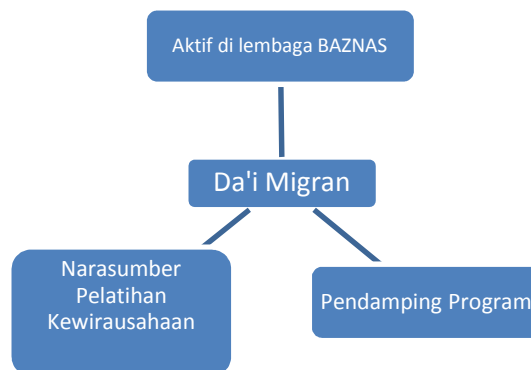 Aktif di lembaga BAZNAS
Da'i Migran
Narasumber
Pelatihan
Kewirausahaan
Pendamping Program